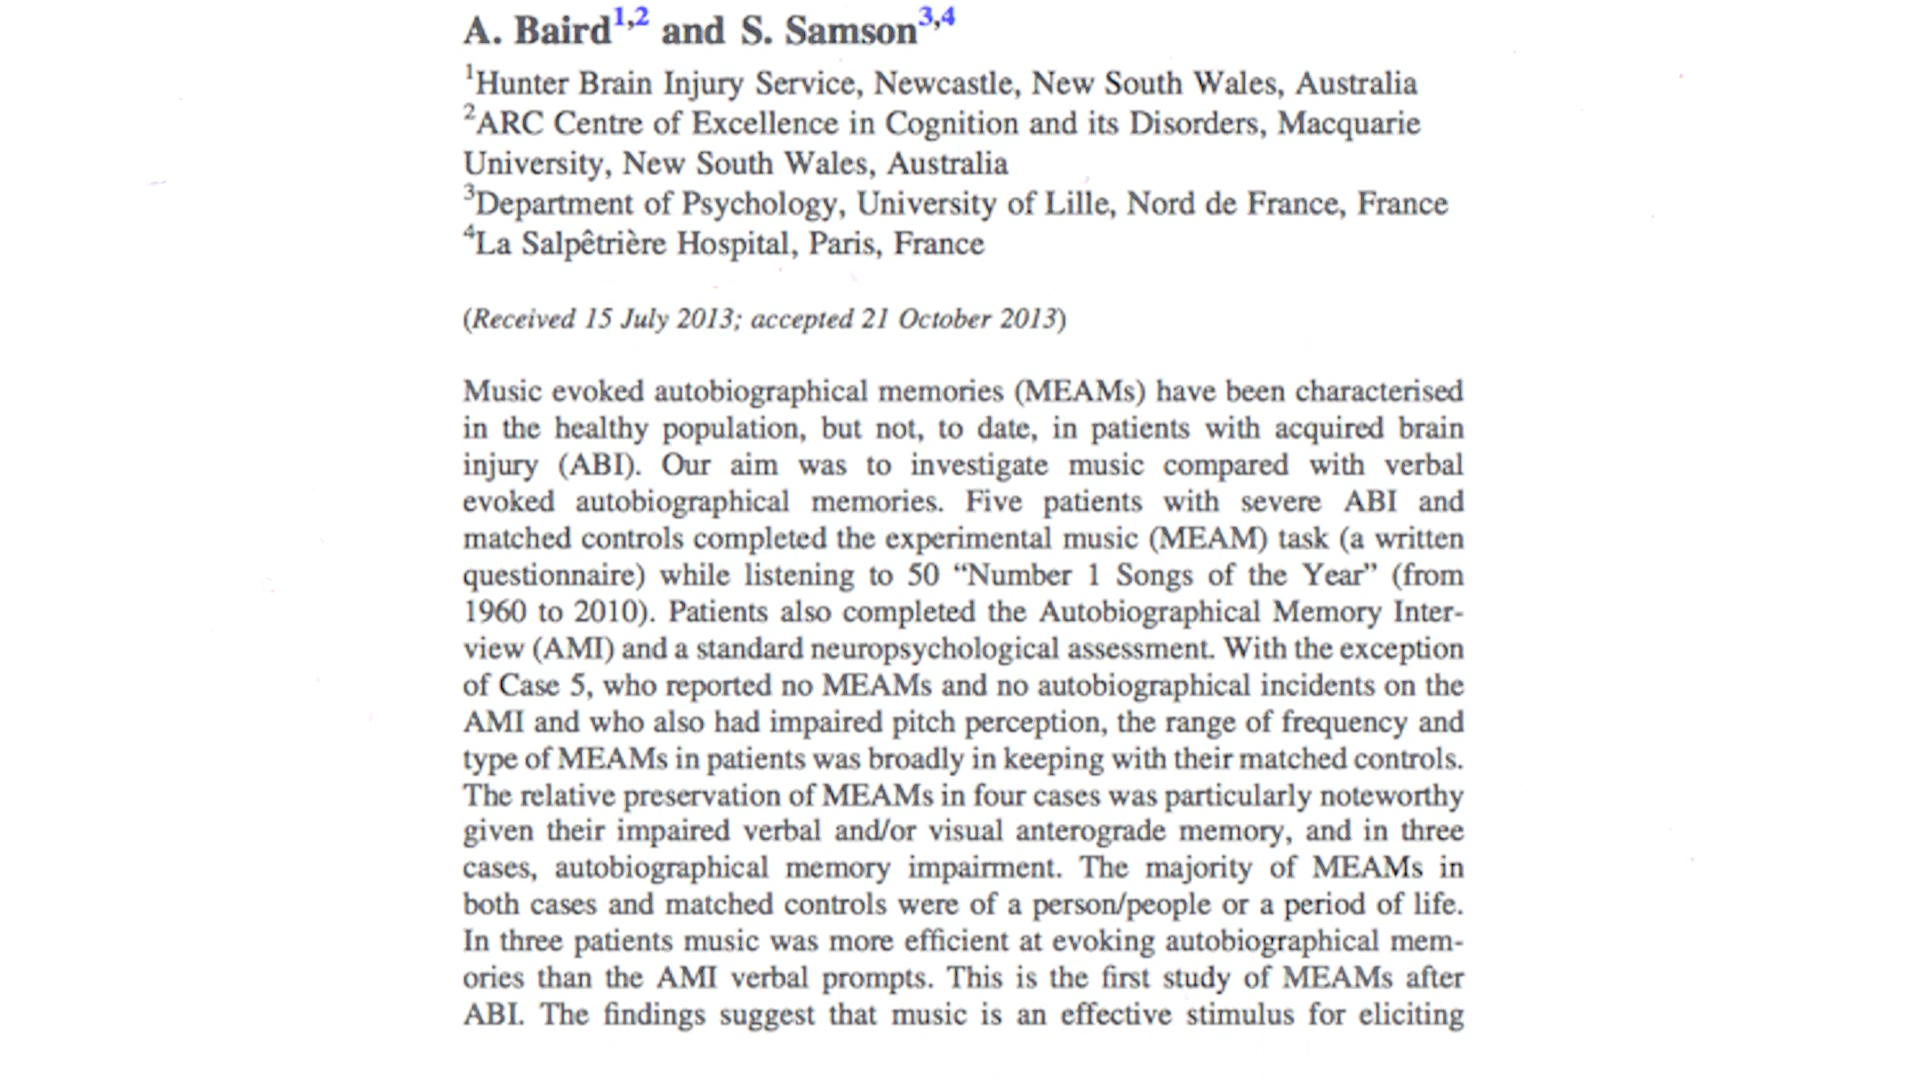 A. Baird1,2 and S. Samson3,4
1Hunter Brain Injury Service, Newcastle, New South Wales, Australia
2ARC Centre of Excellence in Cognition and its Disorders, Macquarie
University, New South Wales, Australia
3Department of Psychology, University of Lille, Nord de France, France
4La Salpêtrière Hospital, Paris, France
(Received 15 July 2013; accepted 21 October 2013)
Music evoked autobiographical memories (MEAMs) have been characterised
in the healthy population, but not, to date, in patients with acquired brain
injury (ABI). Our aim was to investigate music compared with verbal
evoked autobiographical memories. Five patients with severe ABI and
matched controls completed the experimental music (MEAM) task (a written
questionnaire) while listening to 50 “Number 1 Songs of the Year” (from
1960 to 2010). Patients also completed the Autobiographical Memory Inter-
view (AMI) and a standard neuropsychological assessment. With the exception
of Case 5, who reported no MEAMs and no autobiographical incidents on the
AMI and who also had impaired pitch perception, the range of frequency and
type of MEAMs in patients was broadly in keeping with their matched controls.
The relative preservation of MEAMs in four cases was particularly noteworthy
given their impaired verbal and/or visual anterograde memory, and in three
cases, autobiographical memory impairment. The majority of MEAMs in
both cases and matched controls were of a person/people or a period of life.
In three patients music was more efficient at evoking autobiographical mem-
ories than the AMI verbal prompts. This is the first study of MEAMs after
ABI. The findings suggest that music is an effective stimulus for eliciting